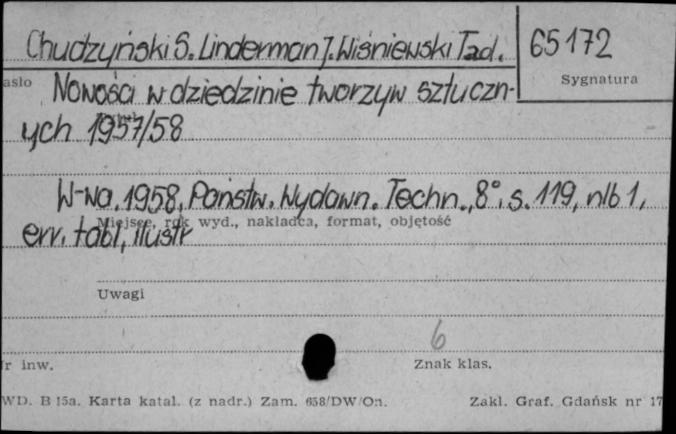 Chudzyński S. Linderman J. Wiśniewski Tad.
65172
Sygnatura
asło
Nowości w dziedzinie tworzyw sztuczn-
ych 1957/58
W-wa. 1958, Państw. Wydawn. Techn., 8°, s. 119, nlb 1,
Miejsce, rok wyd., nakładca, format, objętość
err. tabl, ilustr
Uwagi
6
r inw.
Znak klas.
WD. B 15a. Karta katal. (z nadr.) Zam. 658/DW/On.
Zakl. Graf. Gdańsk nr 17